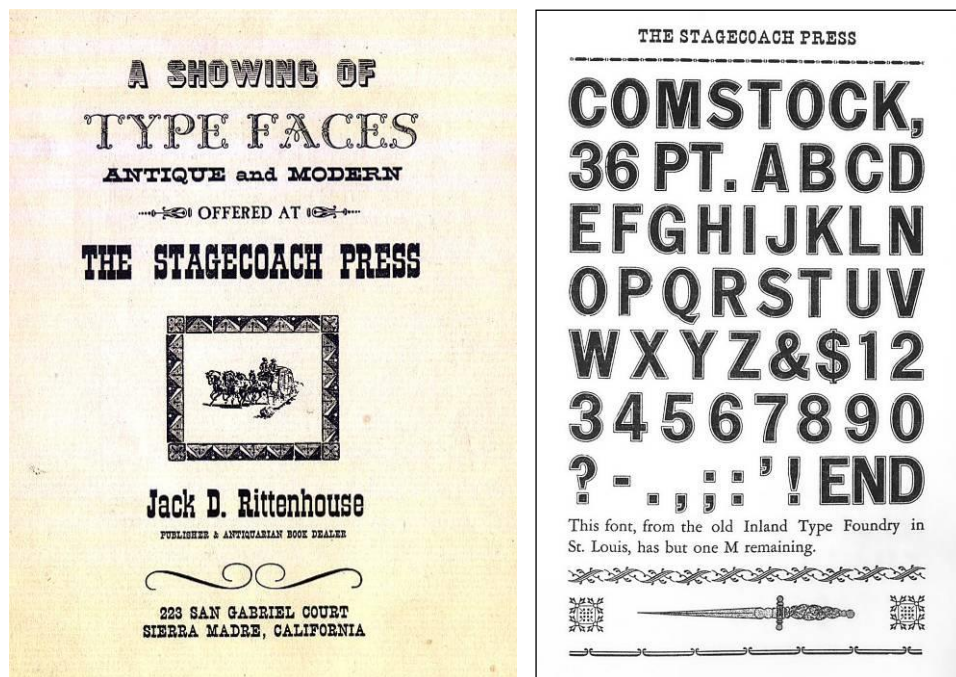 A SHOWING OF
TYPE FACES
ANTIQUE and MODERN
OFFERED AT
THE STAGECOACH PRESS
Jack D. Rittenhouse
PUBLISHER & ANTIQUARIAN BOOK DEALER
223 SAN GABRIEL COURT
SIERRA MADRE, CALIFORNIA
THE STAGECOACH PRESS
COMSTOCK,
36 PT. ABCD
EFGHIJKLN
OPQRSTUV
WXYZ&$12
34567890
?-.,;:'! END
This font, from the old Inland Type Foundry in
St. Louis, has but one M remaining.